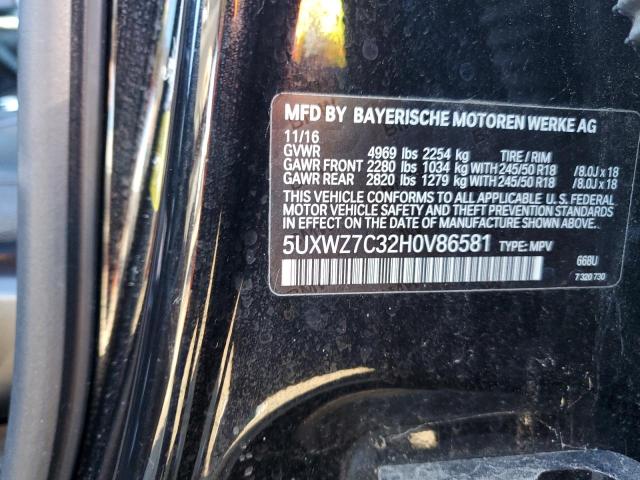 MFD BY BAYERISCHE MOTOREN WERKE AG
11/16
GVWR 4969 lbs 2254 kg TIRE / RIM
GAWR FRONT 2280 lbs 1034 kg WITH 245/50 R18 /8.0J x 18
GAWR REAR 2820 lbs 1279 kg WITH 245/50 R18 /8.0J x 18
THIS VEHICLE CONFORMS TO ALL APPLICABLE U. S. FEDERAL
MOTOR VEHICLE SAFETY AND THEFT PREVENTION STANDARDS
IN EFFECT ON THE DATE OF MANUFACTURE SHOWN ABOVE.
5UXWZ7C32H0V86581 TYPE: MPV
668U
7 320 730